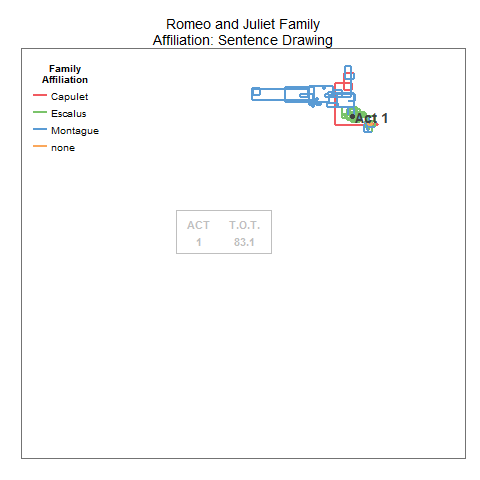 Romeo and Juliet Family
Affiliation: Sentence Drawing
Family
Affiliation
Capulet
Escalus
Montague
none
Act 1
ACT T.O.T.
1 83.1